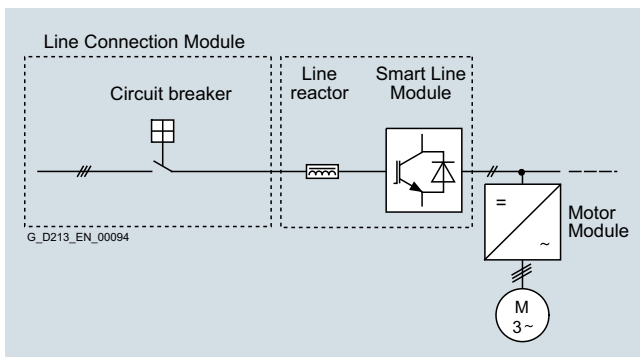 Line Connection Module
Circuit breaker
Line
reactor
Smart Line
Module
G_D213_EN_00094
=
~
Motor
Module
M
3~